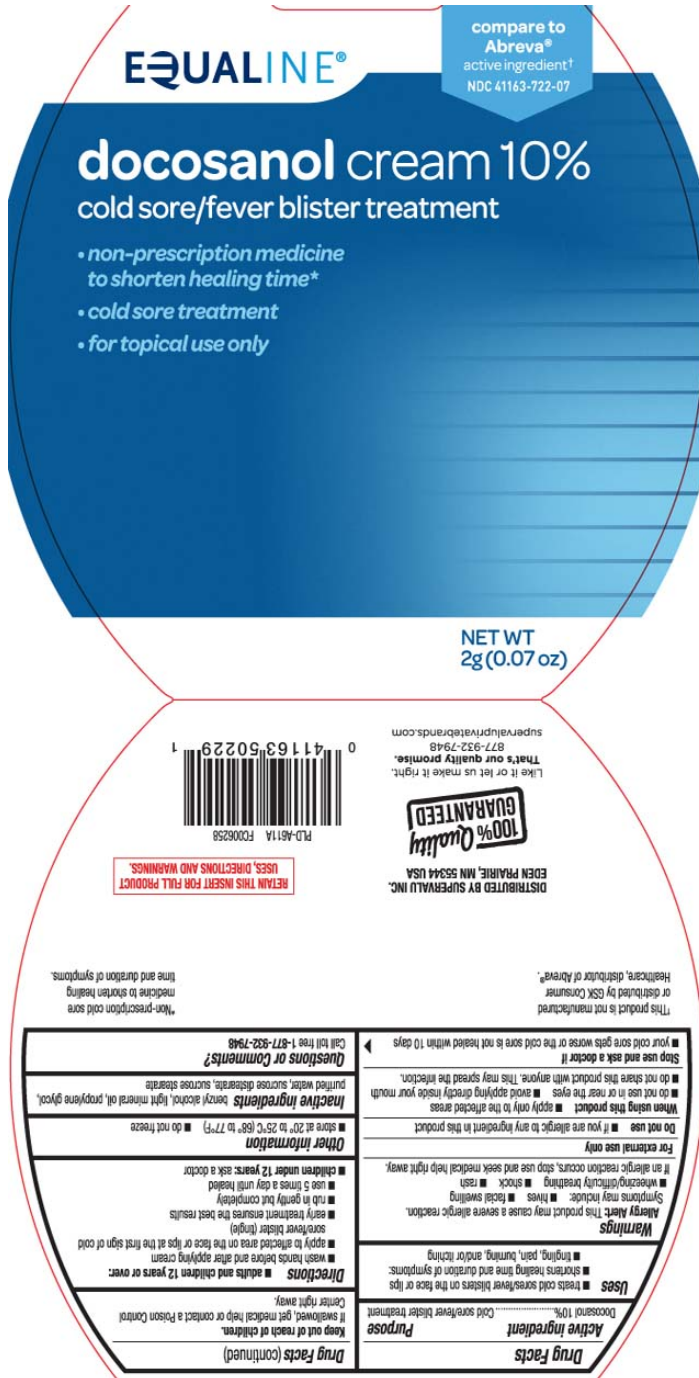 EQUALINE®
compare to
Abreva®
active ingredient†
NDC 41163-722-07
docosanol cream 10%
cold sore/fever blister treatment
• non-prescription medicine
to shorten healing time*
• cold sore treatment
• for topical use only
NET WT
2g (0.07 oz)
Drug Facts
Active ingredient Purpose
Docosanol 10%......................Cold sore/fever blister treatment
Uses ■ treats cold sores/fever blisters on the face or lips
■ shortens healing time and duration of symptoms:
■ tingling, pain, burning, and/or itching
Warnings
Allergy Alert: This product may cause a severe allergic reaction.
Symptoms may include: ■ hives ■ facial swelling
■ wheezing/difficulty breathing ■ shock ■ rash
If an allergic reaction occurs, stop use and seek medical help right away.
For external use only
Do not use ■ if you are allergic to any ingredient in this product
When using this product ■ apply only to the affected areas
■ do not use in or near the eyes ■ avoid applying directly inside your mouth
■ do not share this product with anyone. This may spread the infection.
Stop use and ask a doctor if
■ your cold sore gets worse or the cold sore is not healed within 10 days
Drug Facts (continued)
Keep out of reach of children.
If swallowed, get medical help or contact a Poison Control
Center right away.
Directions ■ adults and children 12 years or over:
■ wash hands before and after applying cream
■ apply to affected area on the face or lips at the first sign of cold
sore/fever blister (tingle)
■ early treatment ensures the best results
■ rub in gently but completely
■ use 5 times a day until healed
■ children under 12 years: ask a doctor
Other information
■ store at 20° to 25°C (68° to 77°F) ■ do not freeze
Inactive ingredients benzyl alcohol, light mineral oil, propylene glycol,
purified water, sucrose distearate, sucrose stearate
Questions or Comments?
Call toll free 1-877-932-7948
†This product is not manufactured
or distributed by GSK Consumer
Healthcare, distributor of Abreva®.
*Non-prescription cold sore
medicine to shorten healing
time and duration of symptoms.
DISTRIBUTED BY SUPERVALU INC.
EDEN PRAIRIE, MN 55344 USA
100% Quality
GUARANTEED
Like it or let us make it right.
That's our quality promise.
877-932-7948
supervaluprivatebrands.com
RETAIN THIS INSERT FOR FULL PRODUCT
USES, DIRECTIONS AND WARNINGS.
PLD-A611A FC006258
0 41163 50229 1